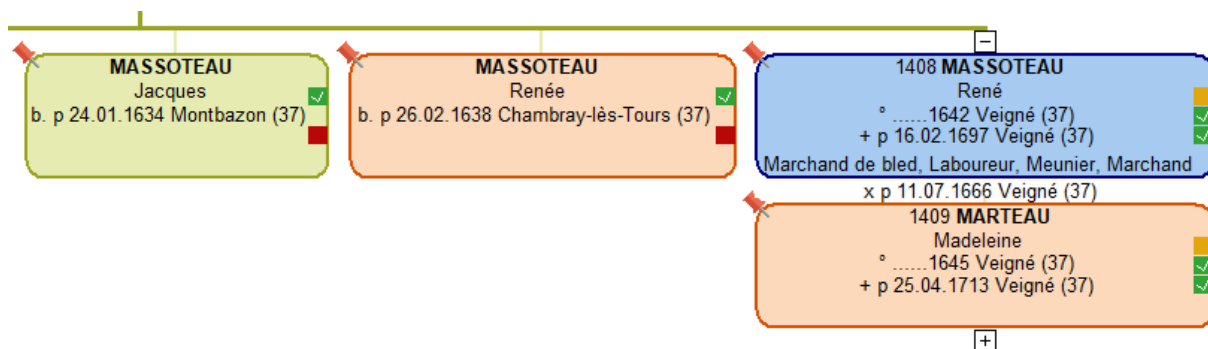 MASSOTEAU
Jacques
b. p 24.01.1634 Montbazon (37)
MASSOTEAU
Renée
b. p 26.02.1638 Chambray-lès-Tours (37)
1408 MASSOTEAU
René
° ......1642 Veigné (37)
+ p 16.02.1697 Veigné (37)
Marchand de bled, Laboureur, Meunier, Marchand
x p 11.07.1666 Veigné (37)
1409 MARTEAU
Madeleine
° ......1645 Veigné (37)
+ p 25.04.1713 Veigné (37)